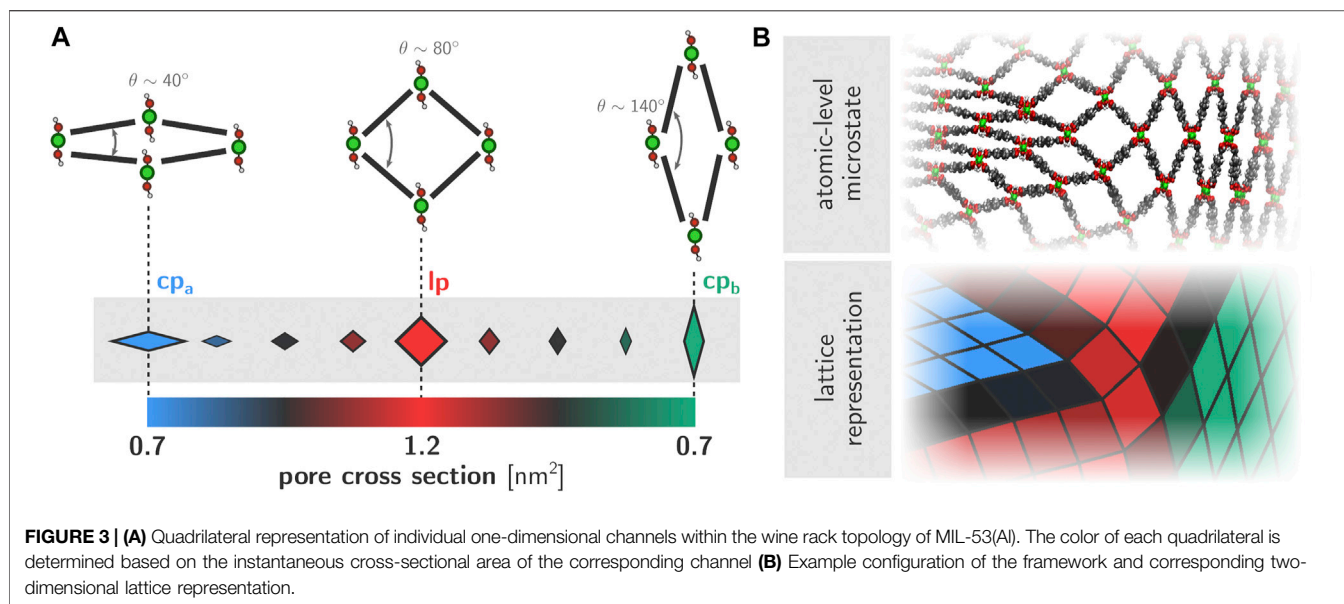 A
θ ∼ 40°
θ ∼ 80°
θ ∼ 140°
cpₐ
lp
cp_b
0.7
1.2
0.7
pore cross section [nm²]
B
atomic-level
microstate
lattice
representation
FIGURE 3 | (A) Quadrilateral representation of individual one-dimensional channels within the wine rack topology of MIL-53(Al). The color of each quadrilateral is
determined based on the instantaneous cross-sectional area of the corresponding channel (B) Example configuration of the framework and corresponding two-
dimensional lattice representation.